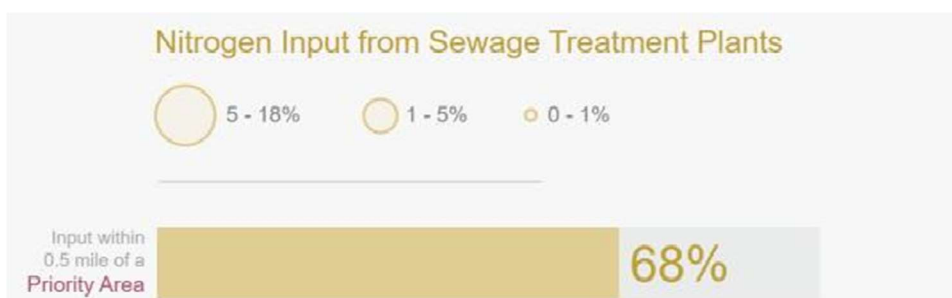 Nitrogen Input from Sewage Treatment Plants
5 - 18% 1 - 5% 0 - 1%
Input within
0.5 mile of a
Priority Area
68%